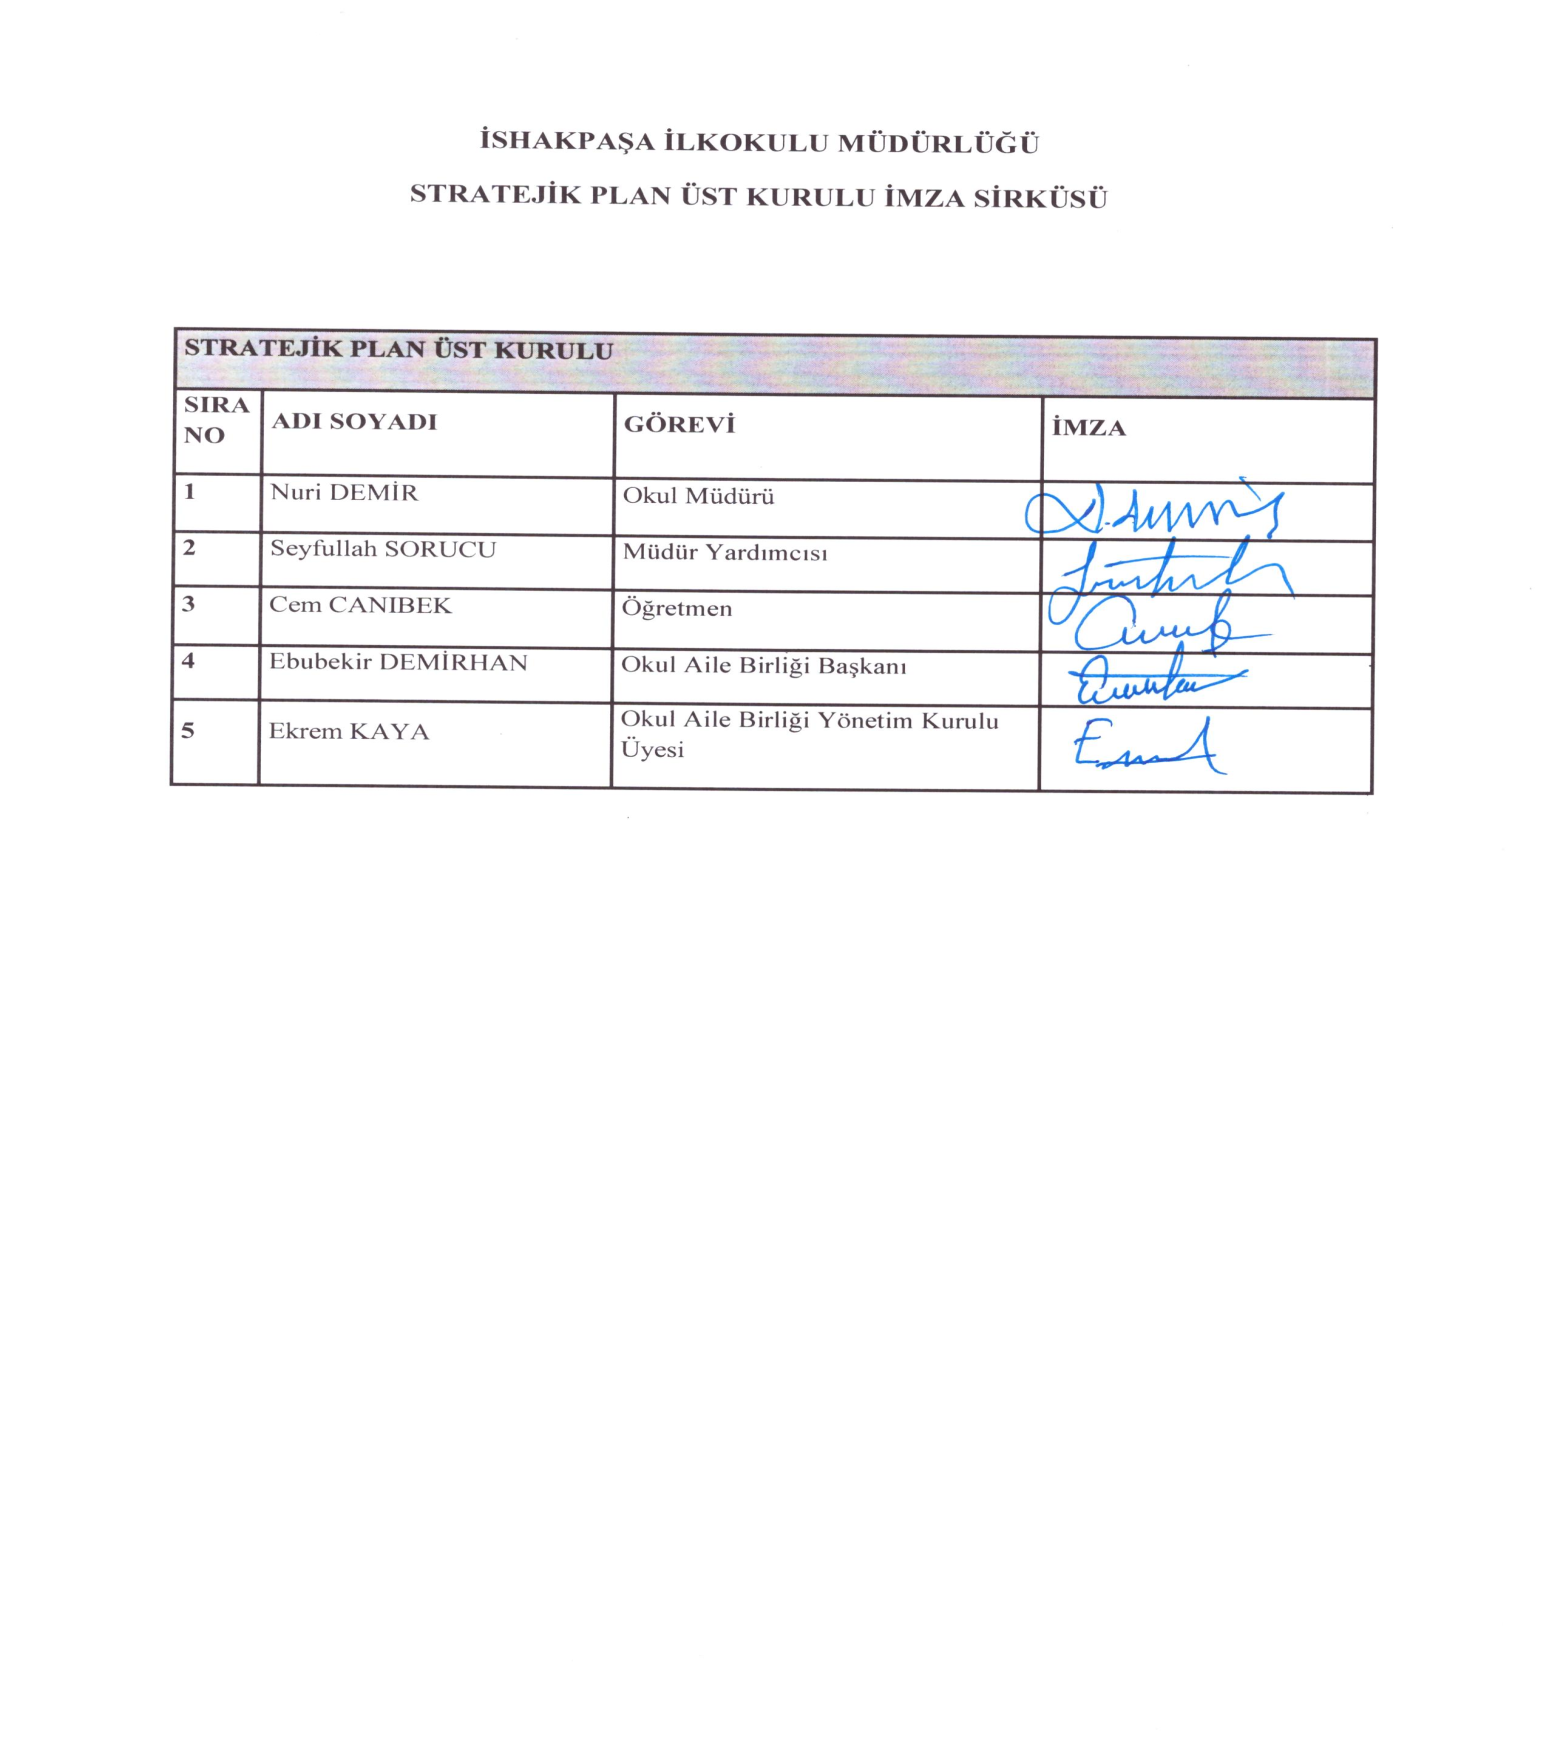 İSHAKPAŞA İLKOKULU MÜDÜRLÜĞÜ
STRATEJİK PLAN ÜST KURULU İMZA SİRKÜSÜ
STRATEJİK PLAN ÜST KURULU
SIRA NO ADI SOYADI GÖREVİ İMZA
1 Nuri DEMİR Okul Müdürü
2 Seyfullah SORUCU Müdür Yardımcısı
3 Cem CANIBEK Öğretmen
4 Ebubekir DEMİRHAN Okul Aile Birliği Başkanı
5 Ekrem KAYA Okul Aile Birliği Yönetim Kurulu
Üyesi